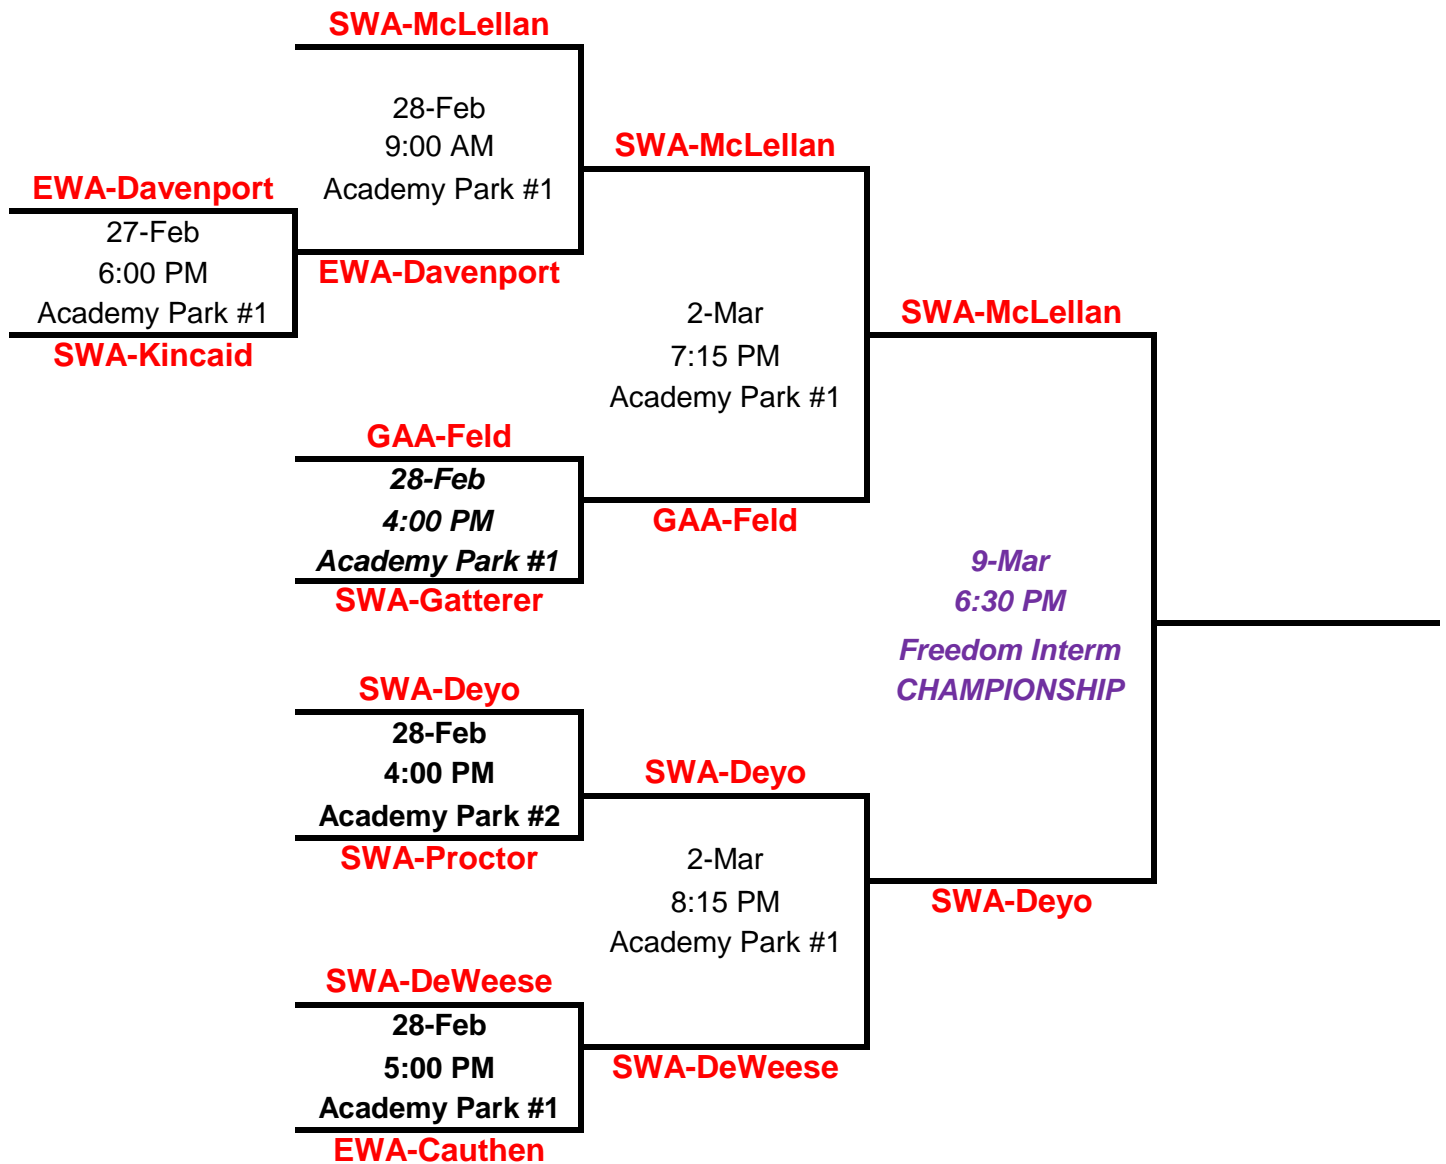 SWA-McLellan
28-Feb
9:00 AM
Academy Park #1
EWA-Davenport
27-Feb
6:00 PM
Academy Park #1
SWA-Kincaid
EWA-Davenport
SWA-McLellan
2-Mar
7:15 PM
Academy Park #1
GAA-Feld
28-Feb
4:00 PM
Academy Park #1
SWA-Gatterer
GAA-Feld
SWA-McLellan
9-Mar
6:30 PM
Freedom Interm
CHAMPIONSHIP
SWA-Deyo
28-Feb
4:00 PM
Academy Park #2
SWA-Proctor
SWA-Deyo
2-Mar
8:15 PM
Academy Park #1
SWA-Deyo
SWA-DeWeese
28-Feb
5:00 PM
Academy Park #1
EWA-Cauthen
SWA-DeWeese